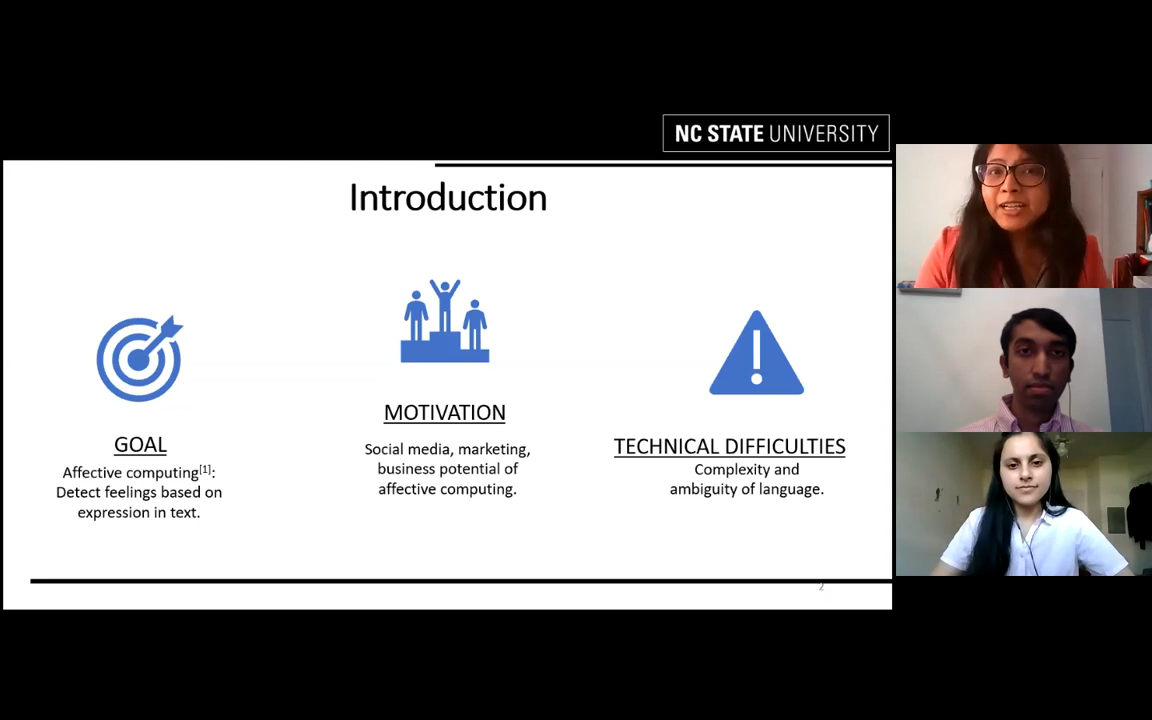 NC STATE UNIVERSITY
Introduction
GOAL
Affective computing[1]:
Detect feelings based on
expression in text.
MOTIVATION
Social media, marketing,
business potential of
affective computing.
TECHNICAL DIFFICULTIES
Complexity and
ambiguity of language.
2